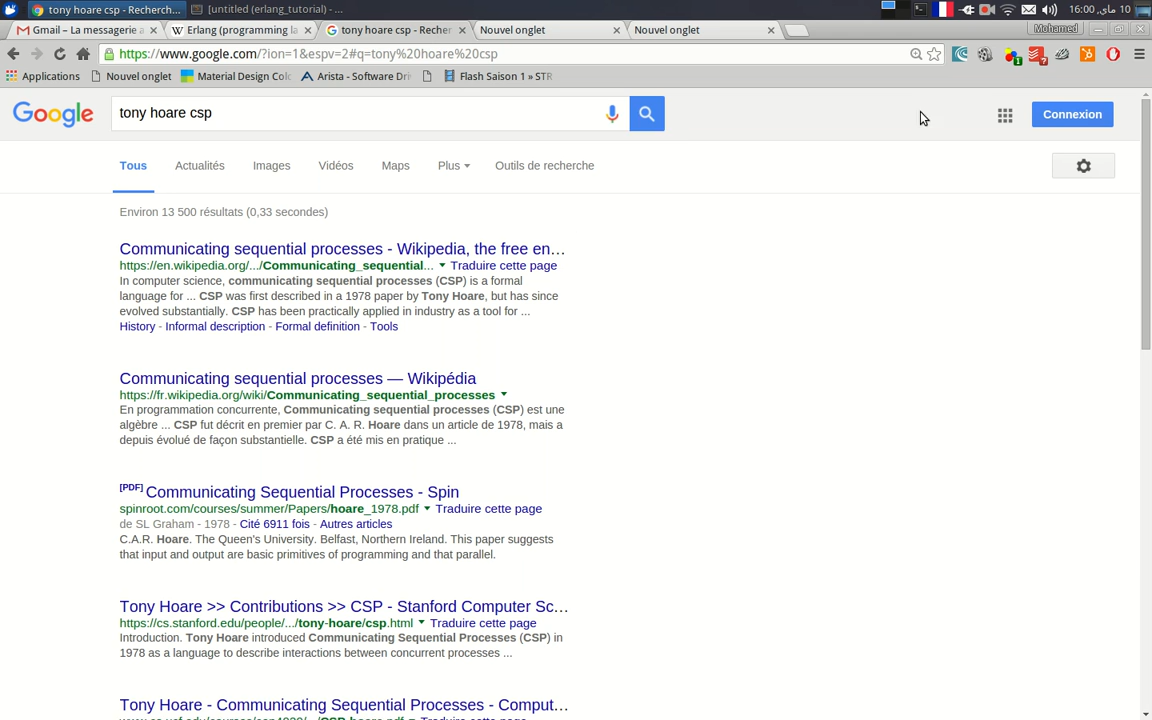 tony hoare csp - Recherch...
[untitled (erlang_tutorial) - ...
16:00 ,10 ماي
Gmail – La messagerie
Erlang (programming la
tony hoare csp - Recher
Nouvel onglet
Nouvel onglet
Mohamed
https://www.google.com/?ion=1&espv=2#q=tony%20hoare%20csp
Applications
Nouvel onglet
Material Design Colo
Arista - Software Dri
Flash Saison 1 » STR
Google
tony hoare csp
Connexion
Tous
Actualités
Images
Vidéos
Maps
Plus
Outils de recherche
Environ 13 500 résultats (0,33 secondes)
Communicating sequential processes - Wikipedia, the free en...
https://en.wikipedia.org/.../Communicating_sequential... Traduire cette page
In computer science, communicating sequential processes (CSP) is a formal
language for ... CSP was first described in a 1978 paper by Tony Hoare, but has since
evolved substantially. CSP has been practically applied in industry as a tool for ...
History - Informal description - Formal definition - Tools
Communicating sequential processes — Wikipédia
https://fr.wikipedia.org/wiki/Communicating_sequential_processes
En programmation concurrente, Communicating sequential processes (CSP) est une
algèbre ... CSP fut décrit en premier par C. A. R. Hoare dans un article de 1978, mais a
depuis évolué de façon substantielle. CSP a été mis en pratique ...
[PDF] Communicating Sequential Processes - Spin
spinroot.com/courses/summer/Papers/hoare_1978.pdf Traduire cette page
de SL Graham - 1978 - Cité 6911 fois - Autres articles
C.A.R. Hoare. The Queen's University. Belfast, Northern Ireland. This paper suggests
that input and output are basic primitives of programming and that parallel.
Tony Hoare >> Contributions >> CSP - Stanford Computer Sc...
https://cs.stanford.edu/people/.../tony-hoare/csp.html Traduire cette page
Introduction. Tony Hoare introduced Communicating Sequential Processes (CSP) in
1978 as a language to describe interactions between concurrent processes ...
Tony Hoare - Communicating Sequential Processes - Comput...